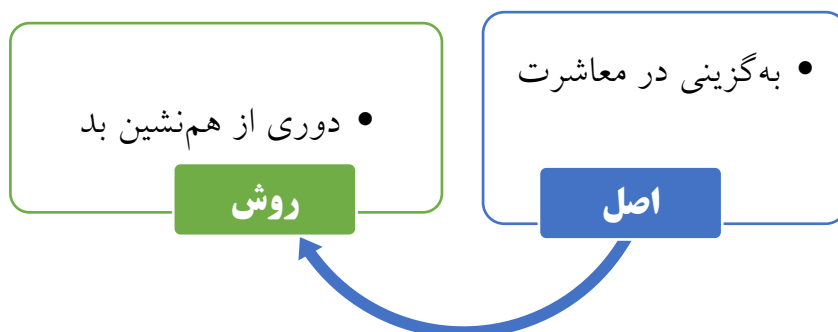 • به‌گزینی در معاشرت
اصل
• دوری از هم‌نشین بد
روش